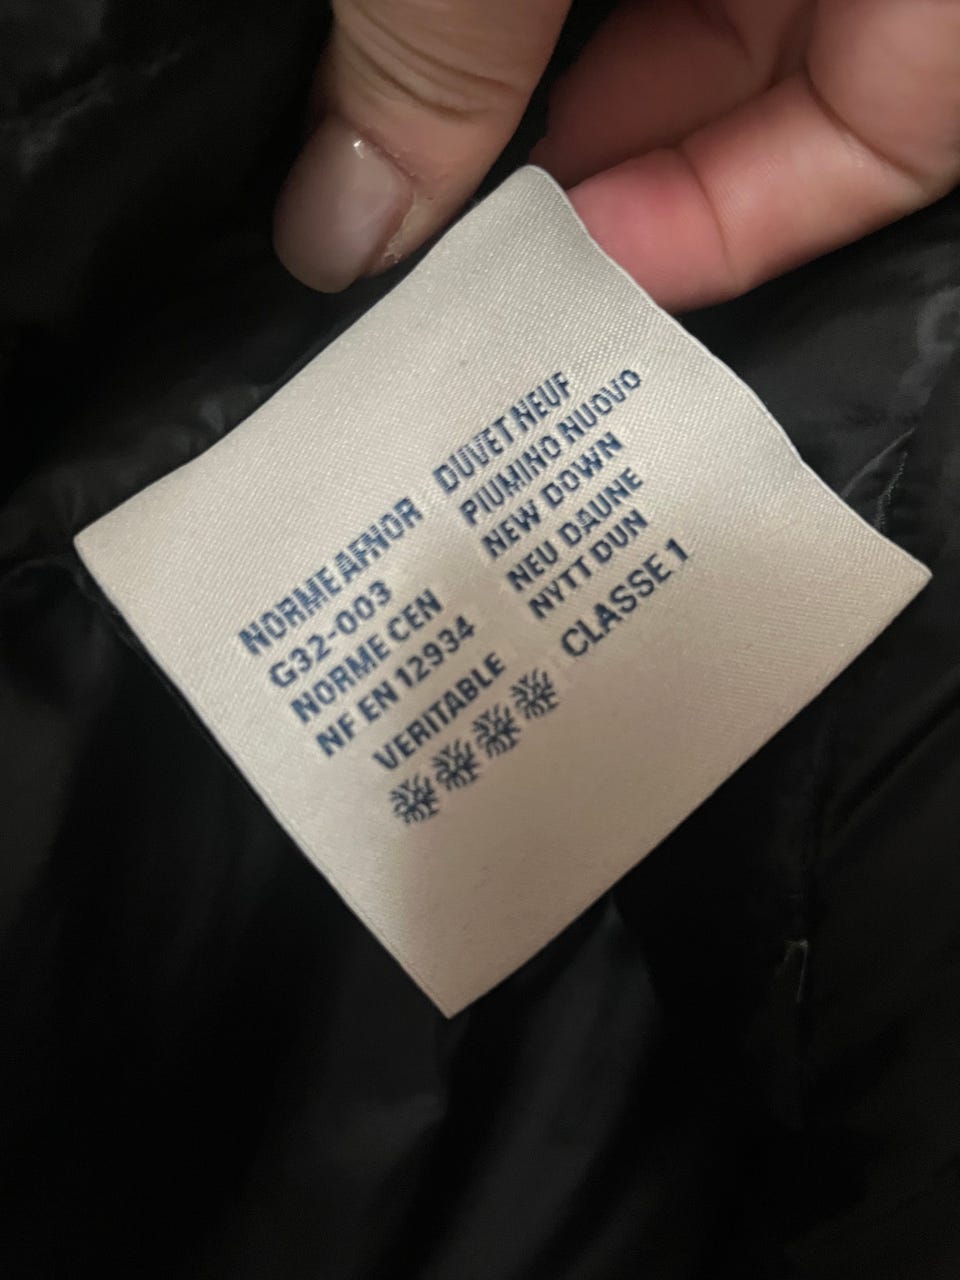 NORME AFNOR
G32-003
NORME CEN
NF EN 12934
VERITABLE
DUVET NEUF
PIUMINO NUOVO
NEW DOWN
NEU DAUNE
NYTT DUN
CLASSE 1